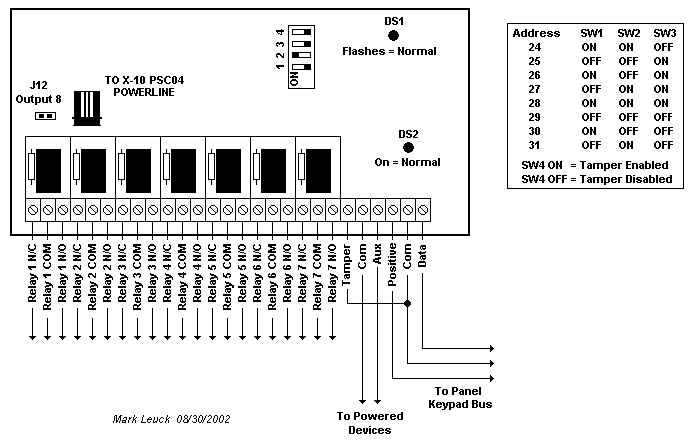 DS1
Flashes = Normal
1 2 3 4
ON
J12
Output 8
TO X-10 PSC04
POWERLINE
DS2
On = Normal
Relay 1 N/C
Relay 1 COM
Relay 1 N/O
Relay 2 N/C
Relay 2 COM
Relay 2 N/O
Relay 3 N/C
Relay 3 COM
Relay 3 N/O
Relay 4 N/C
Relay 4 COM
Relay 4 N/O
Relay 5 N/C
Relay 5 COM
Relay 5 N/O
Relay 6 N/C
Relay 6 COM
Relay 6 N/O
Relay 7 N/C
Relay 7 COM
Relay 7 N/O
Tamper
Com
Aux
Positive
Com
Data
To Panel
Keypad Bus
To Powered
Devices
Mark Leuck 08/30/2002
Address SW1 SW2 SW3
24 ON ON OFF
25 OFF OFF ON
26 ON OFF ON
27 OFF ON ON
28 ON ON ON
29 OFF OFF OFF
30 ON OFF OFF
31 OFF ON OFF
SW4 ON = Tamper Enabled
SW4 OFF = Tamper Disabled